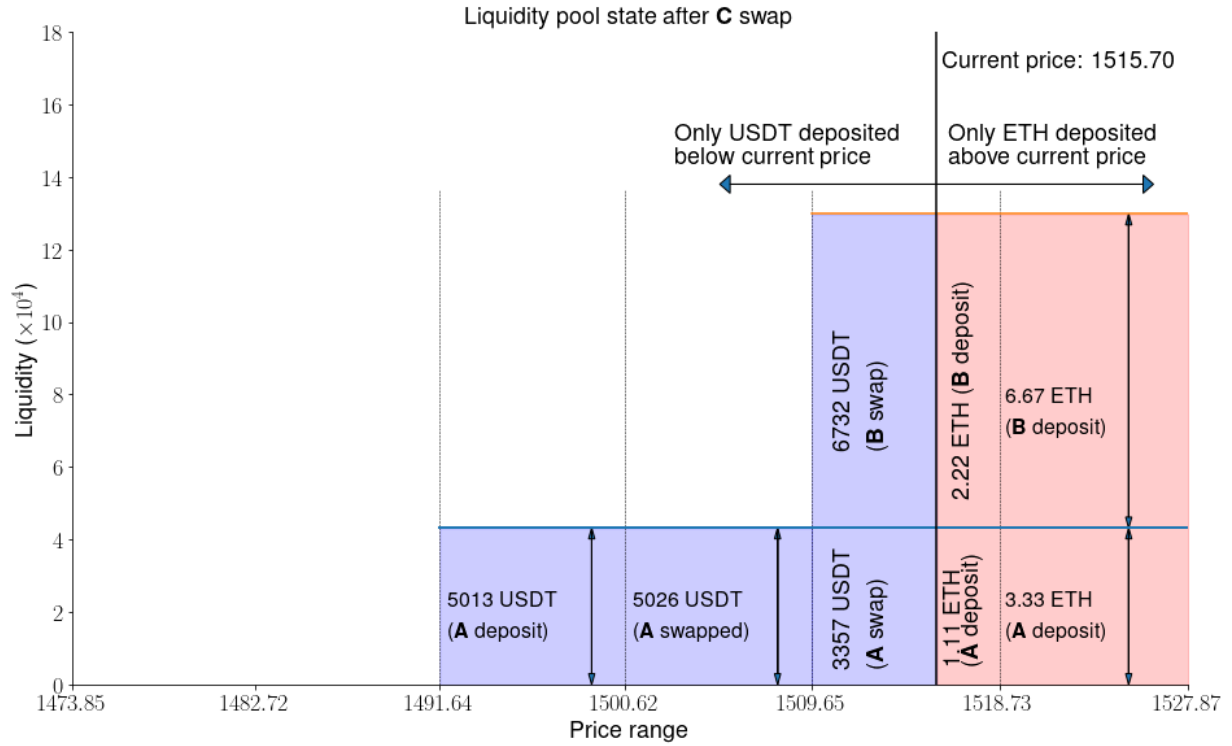 Liquidity pool state after C swap
Current price: 1515.70
Only USDT deposited
below current price
Only ETH deposited
above current price
18
16
14
12
10
8
6
4
2
0
Liquidity (×10⁴)
6732 USDT
(B swap)
2.22 ETH (B deposit)
6.67 ETH
(B deposit)
5013 USDT
(A deposit)
5026 USDT
(A swapped)
3357 USDT
(A swap)
1.11 ETH
(A deposit)
3.33 ETH
(A deposit)
1473.85
1482.72
1491.64
1500.62
1509.65
1518.73
1527.87
Price range